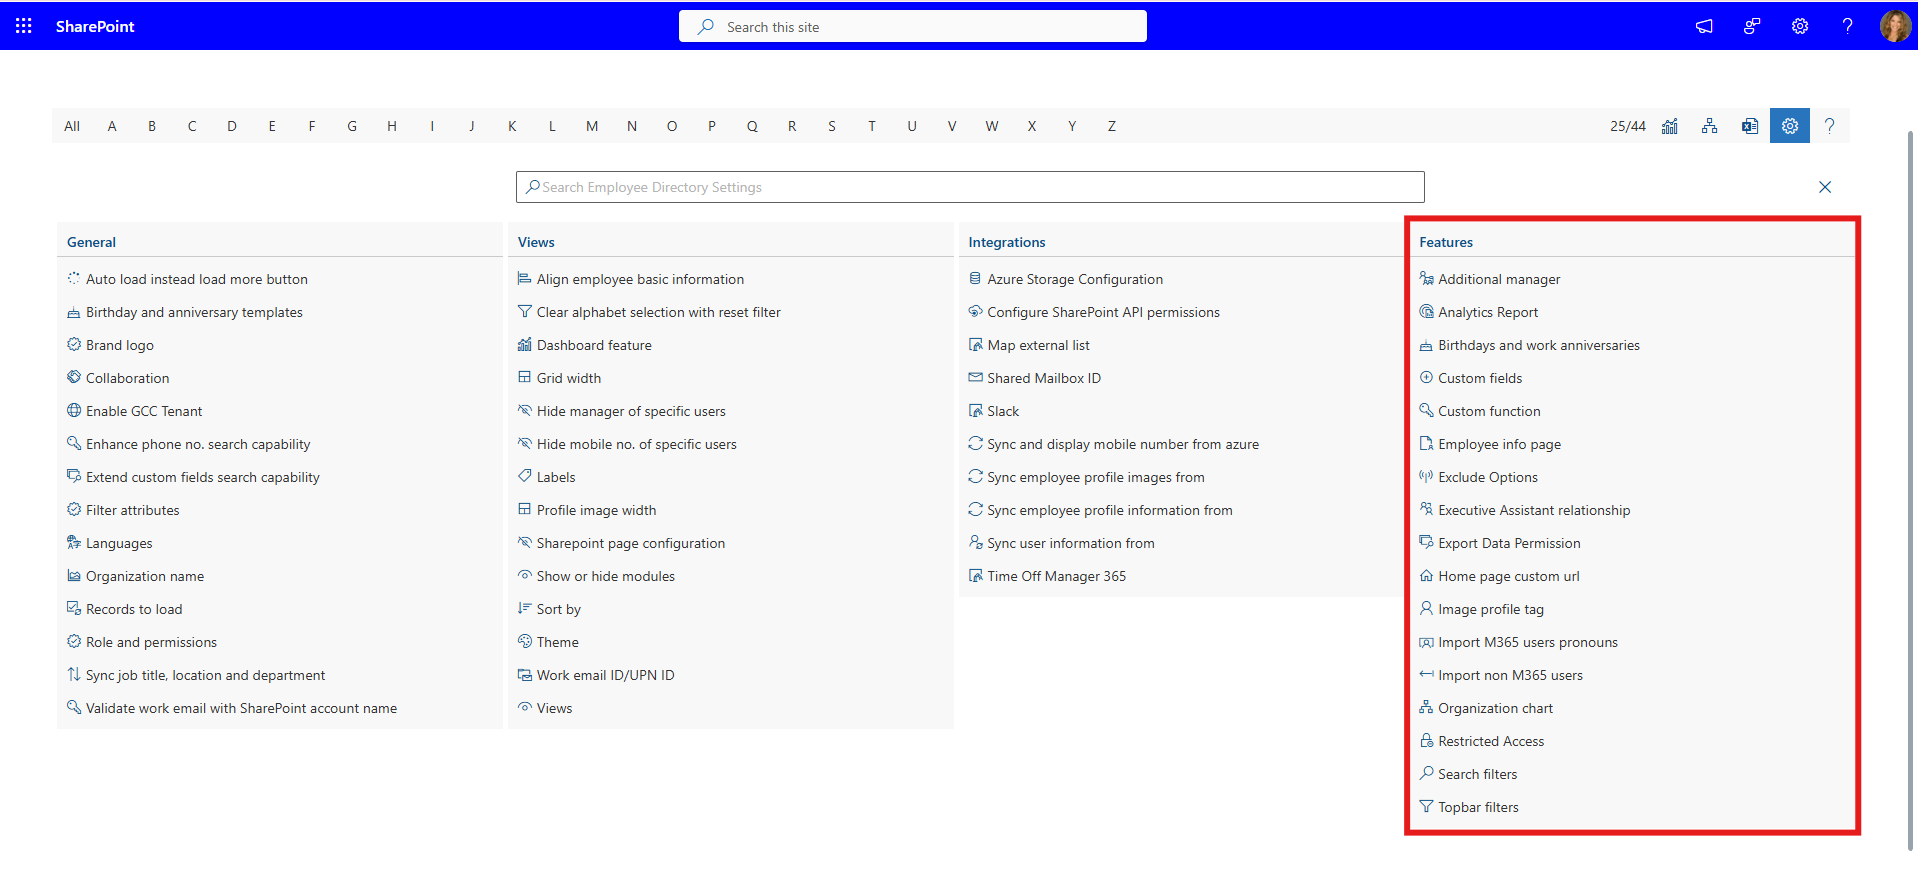 SharePoint
Search this site
All A B C D E F G H I J K L M N O P Q R S T U V W X Y Z 25/44
Search Employee Directory Settings
General
Auto load instead load more button
Birthday and anniversary templates
Brand logo
Collaboration
Enable GCC Tenant
Enhance phone no. search capability
Extend custom fields search capability
Filter attributes
Languages
Organization name
Records to load
Role and permissions
Sync job title, location and department
Validate work email with SharePoint account name
Views
Align employee basic information
Clear alphabet selection with reset filter
Dashboard feature
Grid width
Hide manager of specific users
Hide mobile no. of specific users
Labels
Profile image width
Sharepoint page configuration
Show or hide modules
Sort by
Theme
Work email ID/UPN ID
Views
Integrations
Azure Storage Configuration
Configure SharePoint API permissions
Map external list
Shared Mailbox ID
Slack
Sync and display mobile number from azure
Sync employee profile images from
Sync employee profile information from
Sync user information from
Time Off Manager 365
Features
Additional manager
Analytics Report
Birthdays and work anniversaries
Custom fields
Custom function
Employee info page
Exclude Options
Executive Assistant relationship
Export Data Permission
Home page custom url
Image profile tag
Import M365 users pronouns
Import non M365 users
Organization chart
Restricted Access
Search filters
Topbar filters